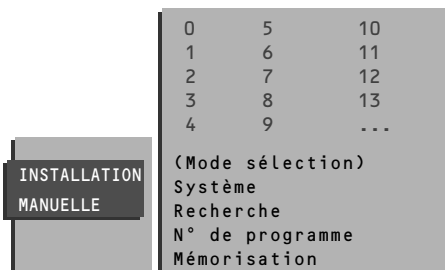 0 5 10
1 6 11
2 7 12
3 8 13
4 9 ...
INSTALLATION
MANUELLE
(Mode sélection)
Système
Recherche
N° de programme
Mémorisation